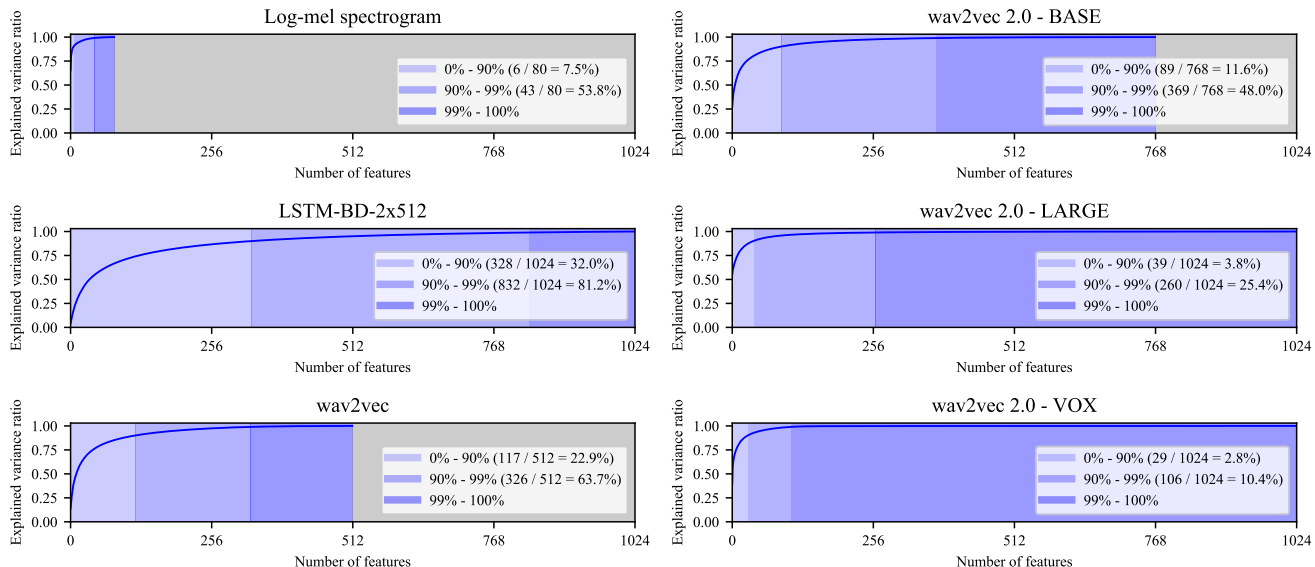 Log-mel spectrogram
Explained variance ratio
1.00
0.75
0.50
0.25
0.00
0% - 90% (6 / 80 = 7.5%)
90% - 99% (43 / 80 = 53.8%)
99% - 100%
0 256 512 768 1024
Number of features
wav2vec 2.0 - BASE
Explained variance ratio
1.00
0.75
0.50
0.25
0.00
0% - 90% (89 / 768 = 11.6%)
90% - 99% (369 / 768 = 48.0%)
99% - 100%
0 256 512 768 1024
Number of features
LSTM-BD-2x512
Explained variance ratio
1.00
0.75
0.50
0.25
0.00
0% - 90% (328 / 1024 = 32.0%)
90% - 99% (832 / 1024 = 81.2%)
99% - 100%
0 256 512 768 1024
Number of features
wav2vec 2.0 - LARGE
Explained variance ratio
1.00
0.75
0.50
0.25
0.00
0% - 90% (39 / 1024 = 3.8%)
90% - 99% (260 / 1024 = 25.4%)
99% - 100%
0 256 512 768 1024
Number of features
wav2vec
Explained variance ratio
1.00
0.75
0.50
0.25
0.00
0% - 90% (117 / 512 = 22.9%)
90% - 99% (326 / 512 = 63.7%)
99% - 100%
0 256 512 768 1024
Number of features
wav2vec 2.0 - VOX
Explained variance ratio
1.00
0.75
0.50
0.25
0.00
0% - 90% (29 / 1024 = 2.8%)
90% - 99% (106 / 1024 = 10.4%)
99% - 100%
0 256 512 768 1024
Number of features